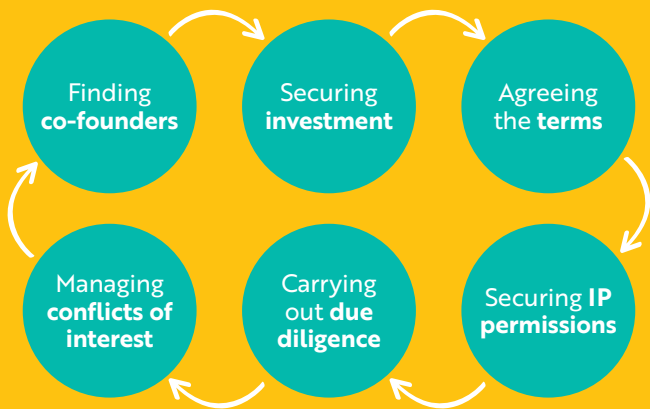 Finding
co-founders
Securing
investment
Agreeing
the terms
Managing
conflicts of
interest
Carrying
out due
diligence
Securing IP
permissions